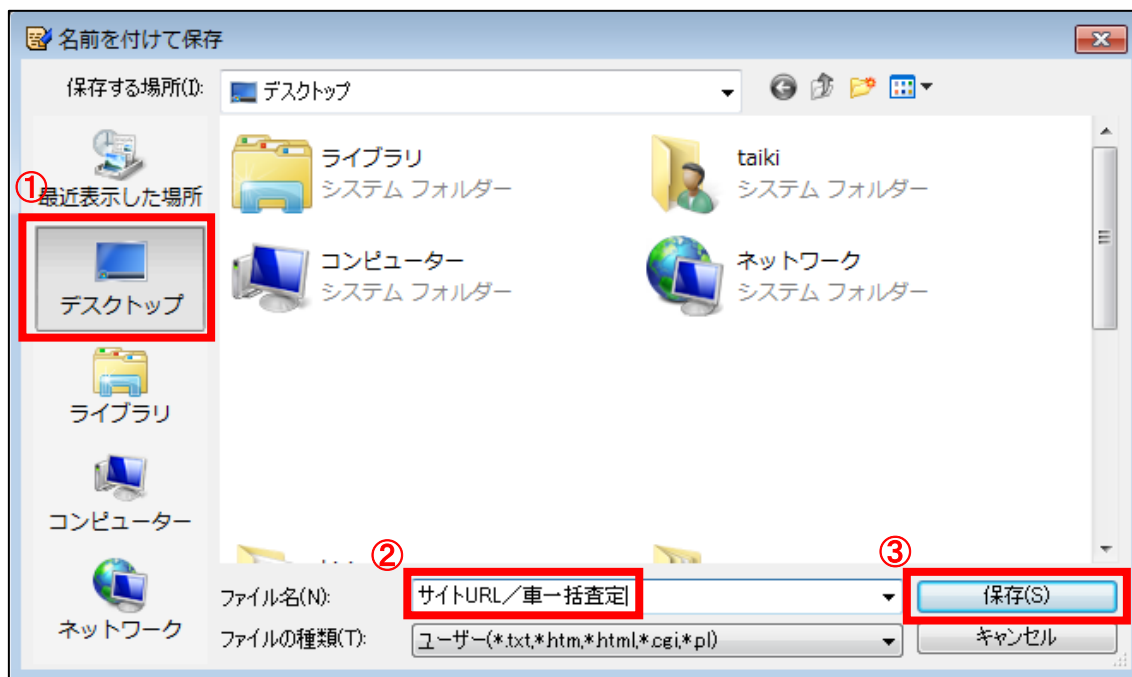 名前を付けて保存
保存する場所(I):
デスクトップ
①
最近表示した場所
デスクトップ
ライブラリ
コンピューター
ネットワーク
ライブラリ
システム フォルダー
taiki
システム フォルダー
コンピューター
システム フォルダー
ネットワーク
システム フォルダー
②
③
ファイル名(N):
サイトURL／車一括査定
保存(S)
ファイルの種類(T):
ユーザー(*.txt,*.htm,*.html,*.cgi,*.pl)
キャンセル